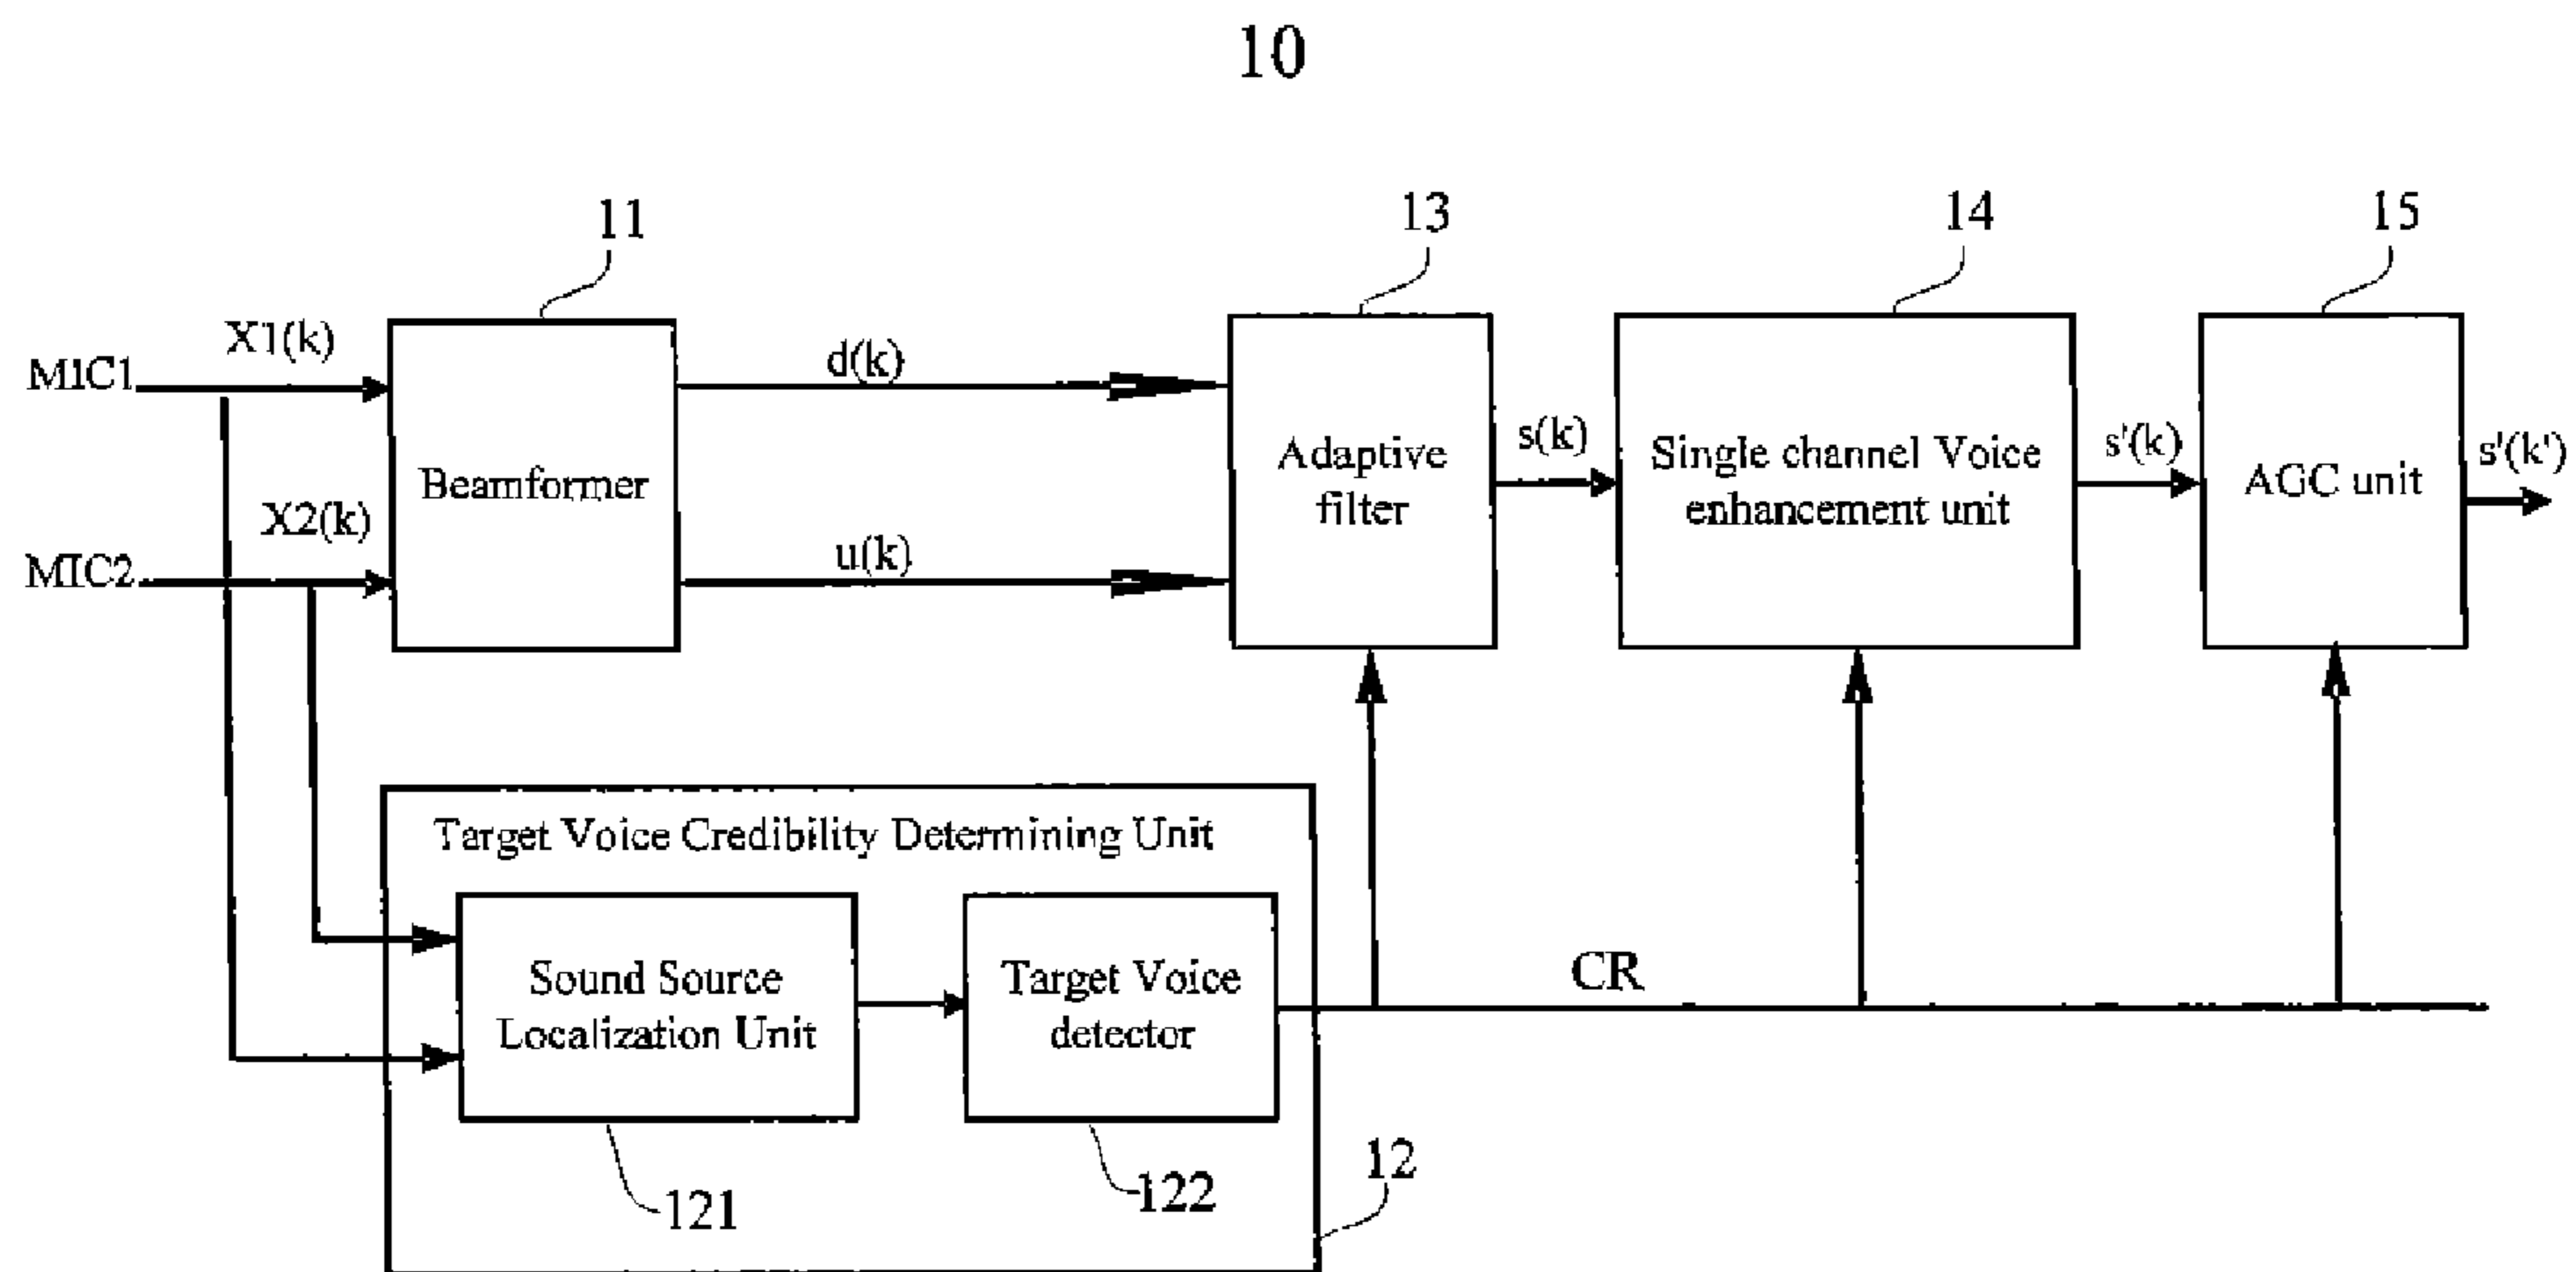 10
11
13
14
15
MIC1
X1(k)
X2(k)
MIC2
Beamformer
d(k)
u(k)
Adaptive
filter
s(k)
Single channel Voice
enhancement unit
s'(k)
AGC unit
s'(k')
Target Voice Credibility Determining Unit
Sound Source
Localization Unit
Target Voice
detector
CR
121
122
12